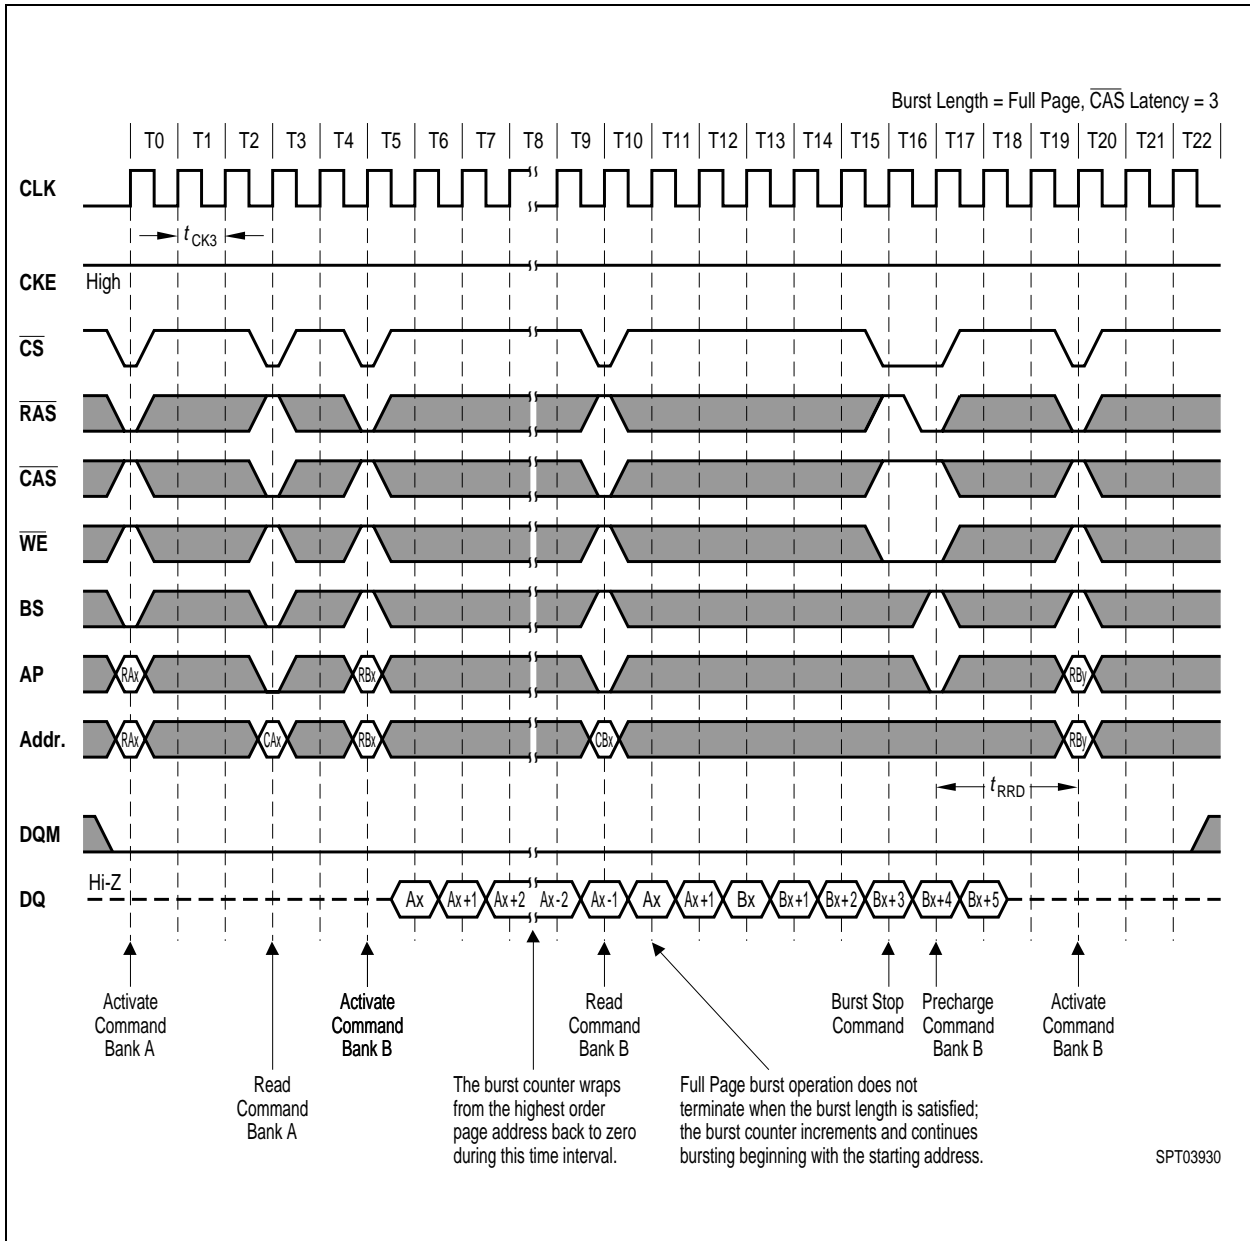 Burst Length = Full Page, CAS Latency = 3
T0 T1 T2 T3 T4 T5 T6 T7 T8 T9 T10 T11 T12 T13 T14 T15 T16 T17 T18 T19 T20 T21 T22
CLK
t CK3
CKE High
CS
RAS
CAS
WE
BS
AP RAx RBx RBy
Addr. RAx CAx RBx CBx RBy
t RRD
DQM
Hi-Z
DQ Ax Ax+1 Ax+2 Ax-2 Ax-1 Ax Ax+1 Bx Bx+1 Bx+2 Bx+3 Bx+4 Bx+5
Activate
Command
Bank A
Read
Command
Bank A
Activate
Command
Bank B
The burst counter wraps
from the highest order
page address back to zero
during this time interval.
Read
Command
Bank B
Full Page burst operation does not
terminate when the burst length is satisfied;
the burst counter increments and continues
bursting beginning with the starting address.
Burst Stop
Command
Precharge
Command
Bank B
Activate
Command
Bank B
SPT03930